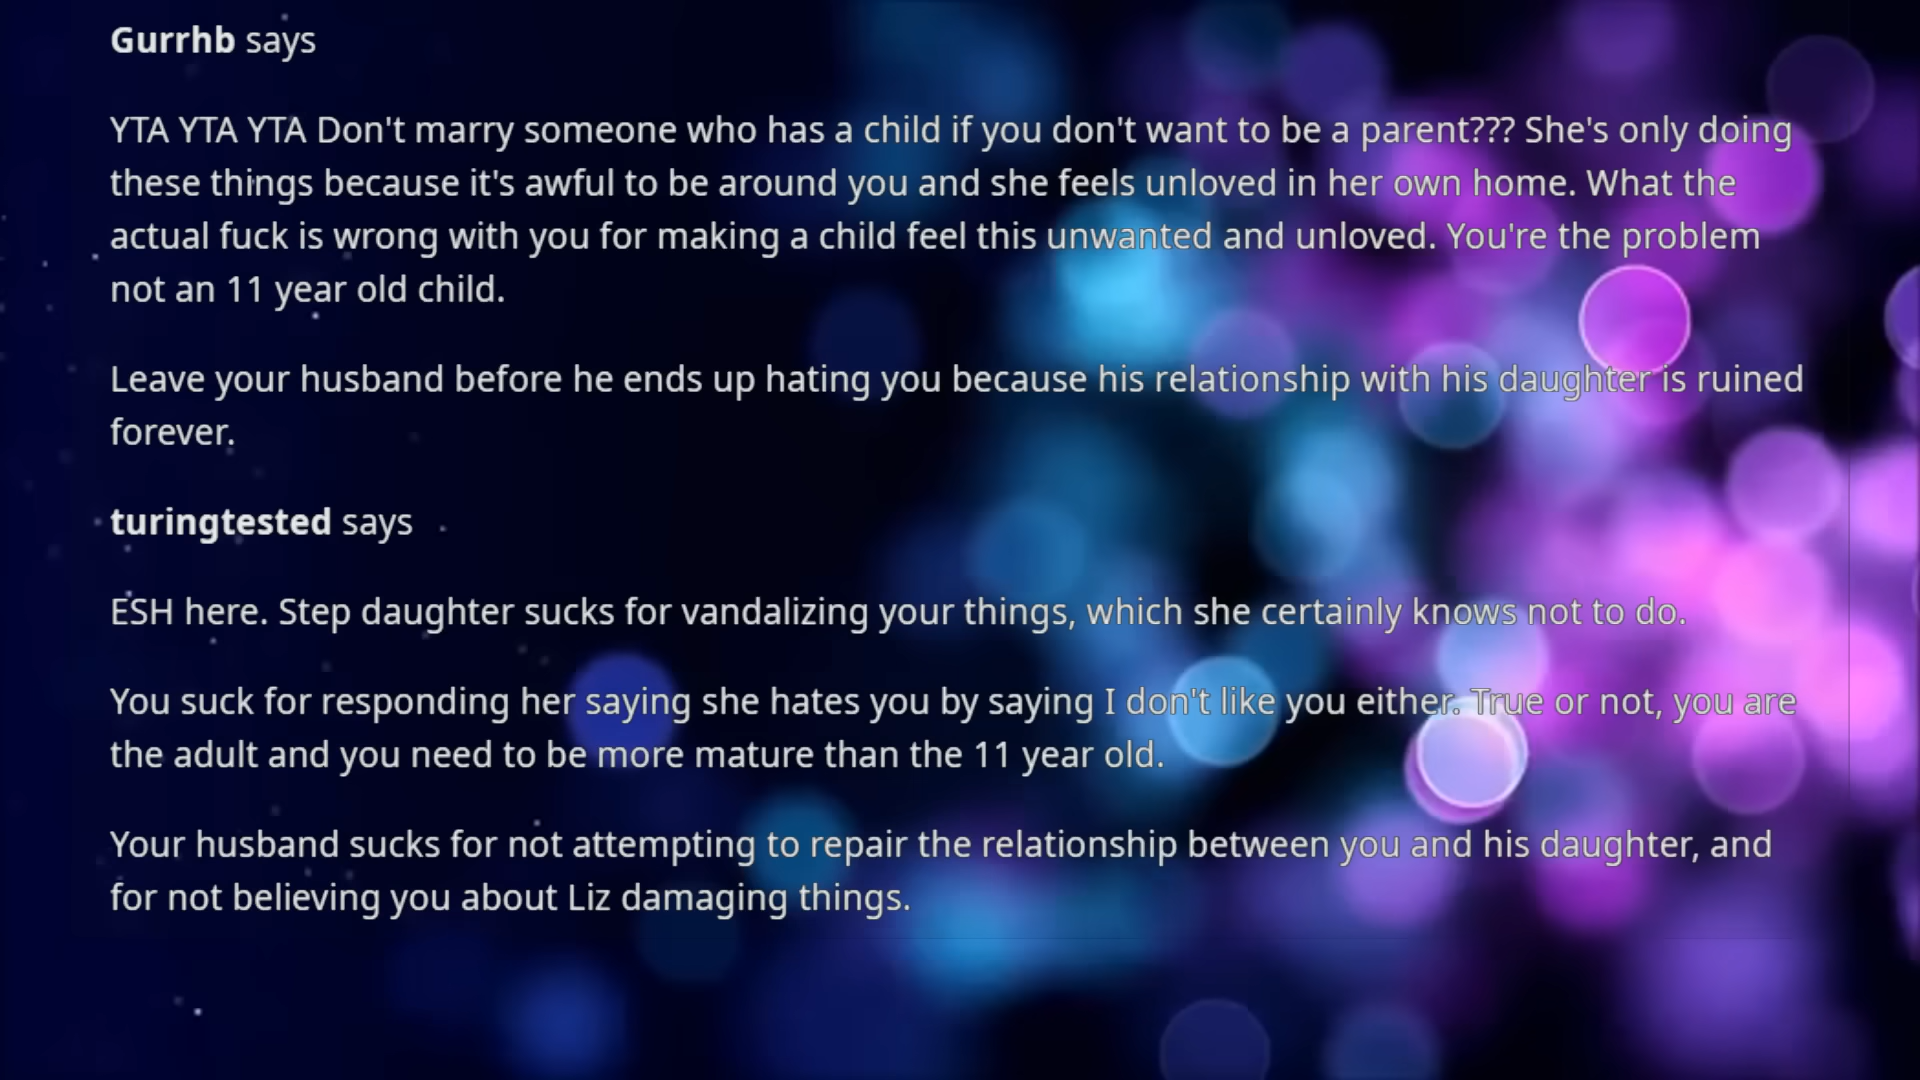 Gurrhb says
YTA YTA YTA Don't marry someone who has a child if you don't want to be a parent??? She's only doing
these things because it's awful to be around you and she feels unloved in her own home. What the
actual fuck is wrong with you for making a child feel this unwanted and unloved. You're the problem
not an 11 year old child.
Leave your husband before he ends up hating you because his relationship with his daughter is ruined
forever.
turingtested says
ESH here. Step daughter sucks for vandalizing your things, which she certainly knows not to do.
You suck for responding her saying she hates you by saying I don't like you either. True or not, you are
the adult and you need to be more mature than the 11 year old.
Your husband sucks for not attempting to repair the relationship between you and his daughter, and
for not believing you about Liz damaging things.